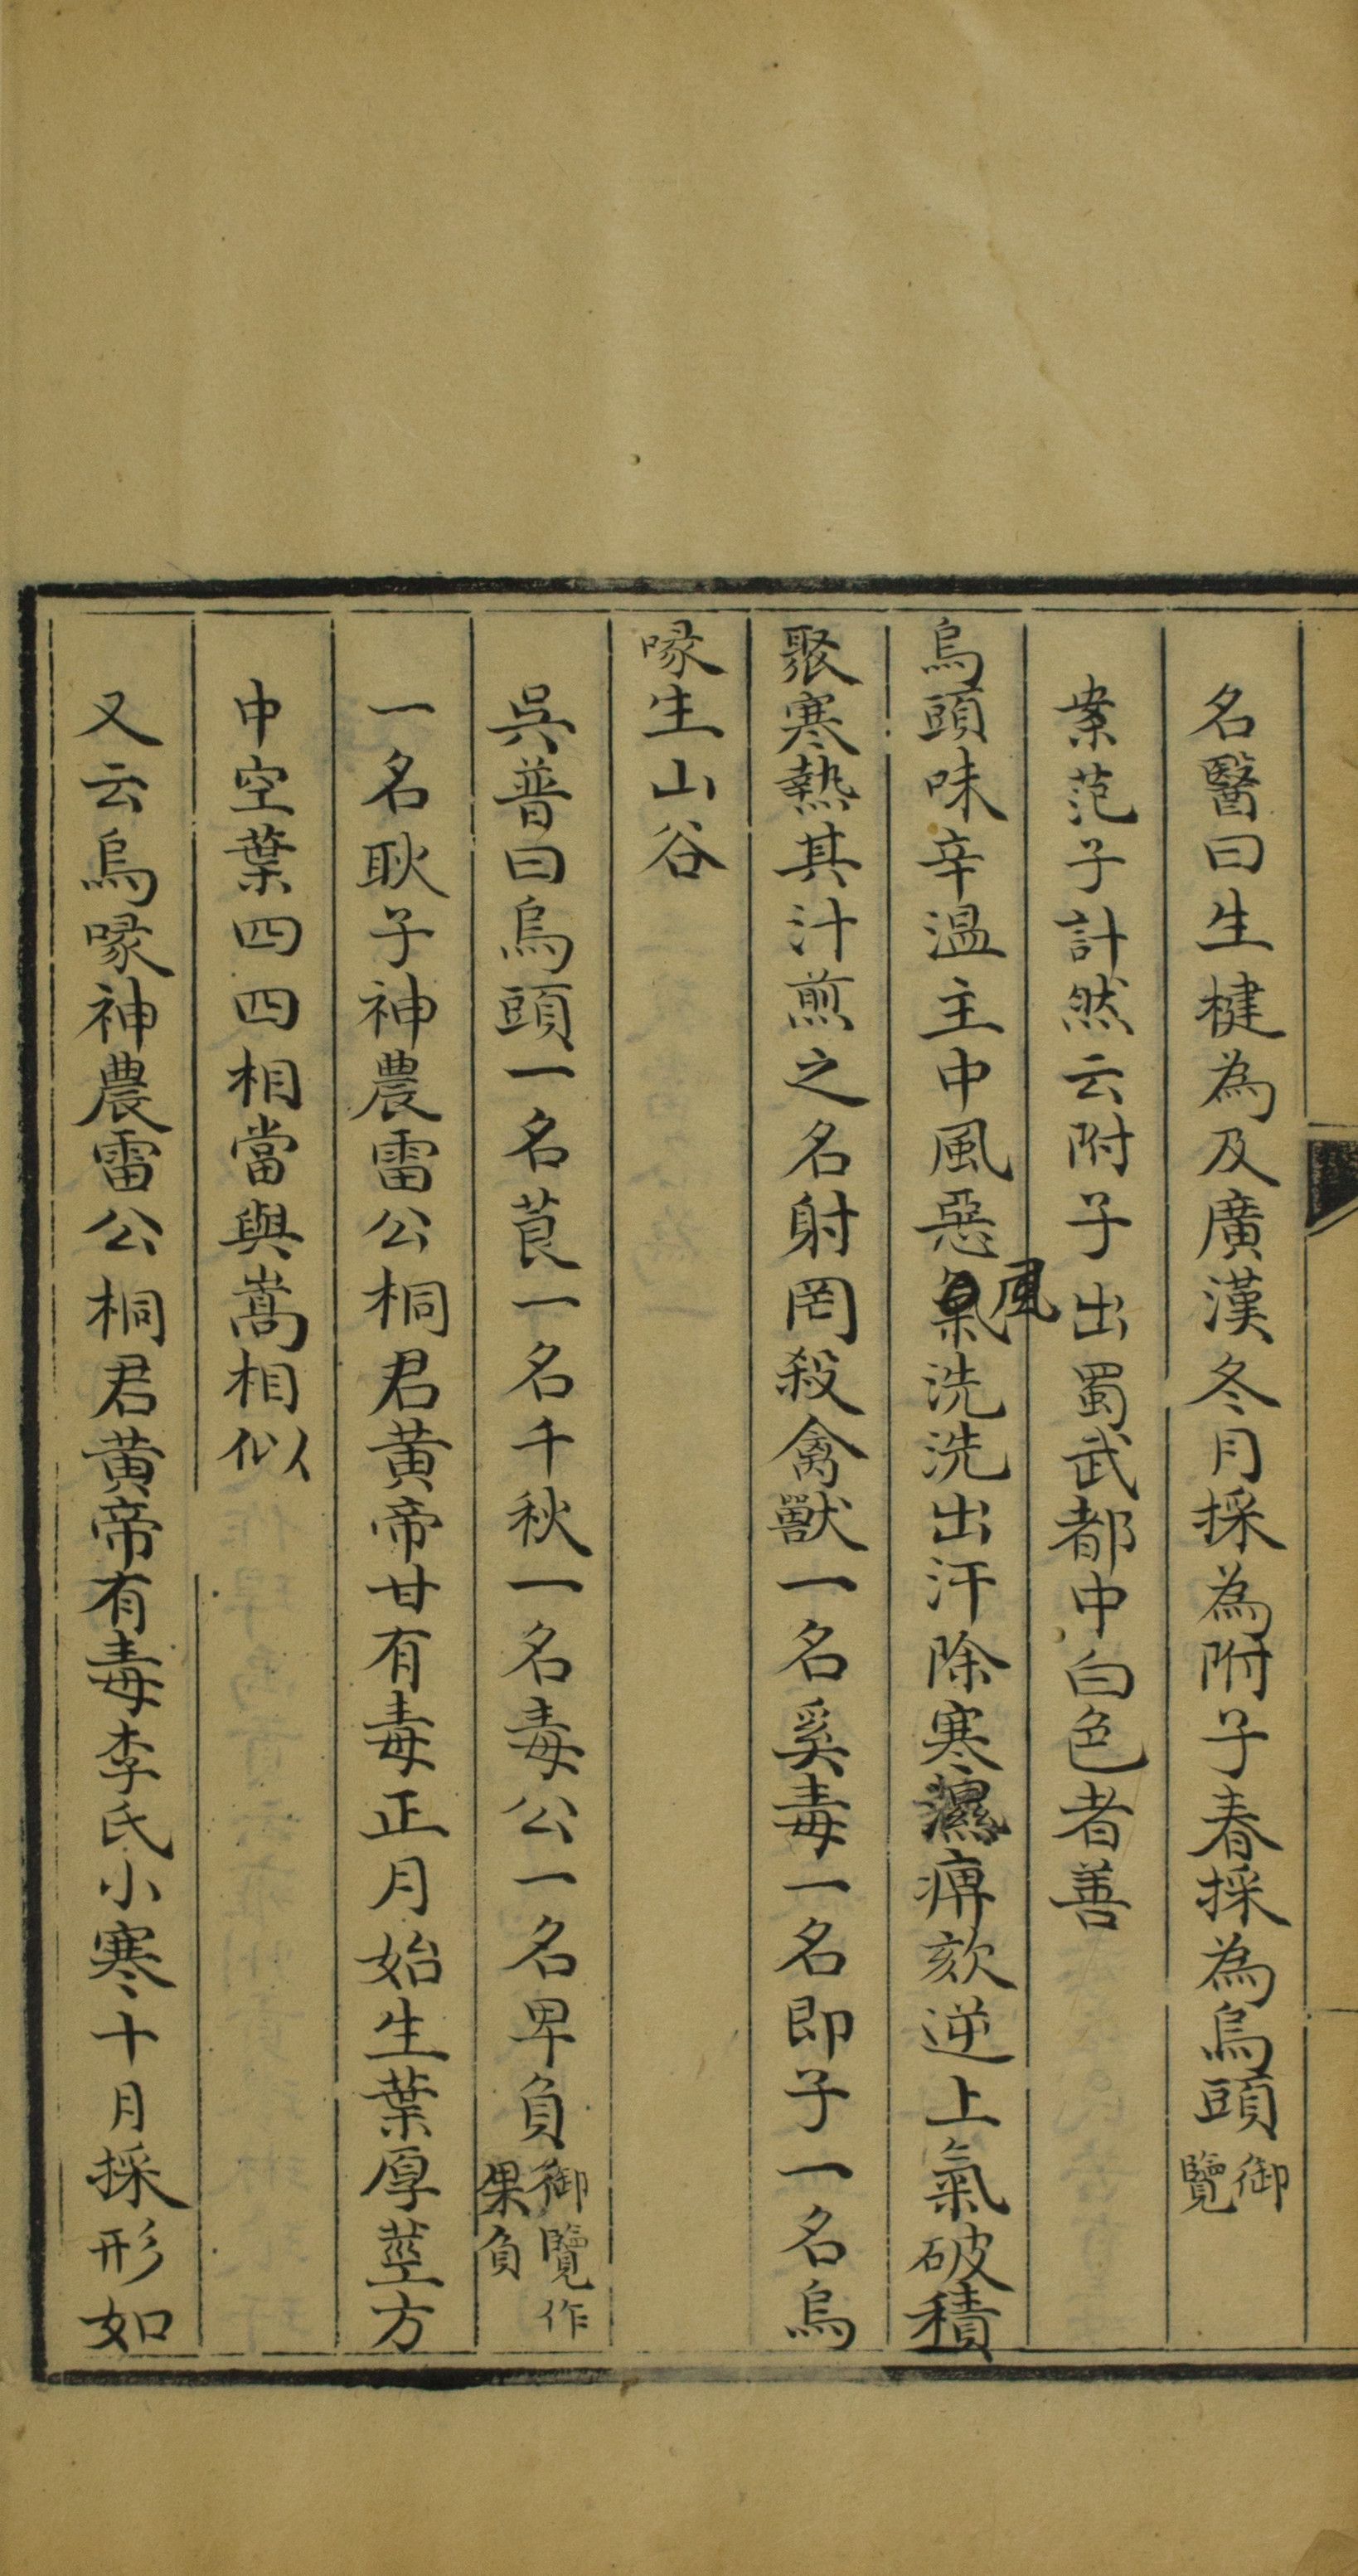 名醫曰生楗為及廣漢冬月採為附子春採為烏頭御覽
案范子計然云附子出蜀武都中白色者善
烏頭味辛温主中風惡氣風洗洗出汗除寒濕痹欬逆上氣破積
聚寒熱其汁煎之名射罔殺禽獸一名奚毒一名即子一名烏
喙生山谷
吳普曰烏頭一名莨一名千秋一名毒公一名卑負御覽作果負
一名耿子神農雷公桐君黄帝甘有毒正月始生葉厚莖方
中空葉四四相當與嵩相似
又云烏喙神農雷公桐君黄帝有毒李氏小寒十月採形如